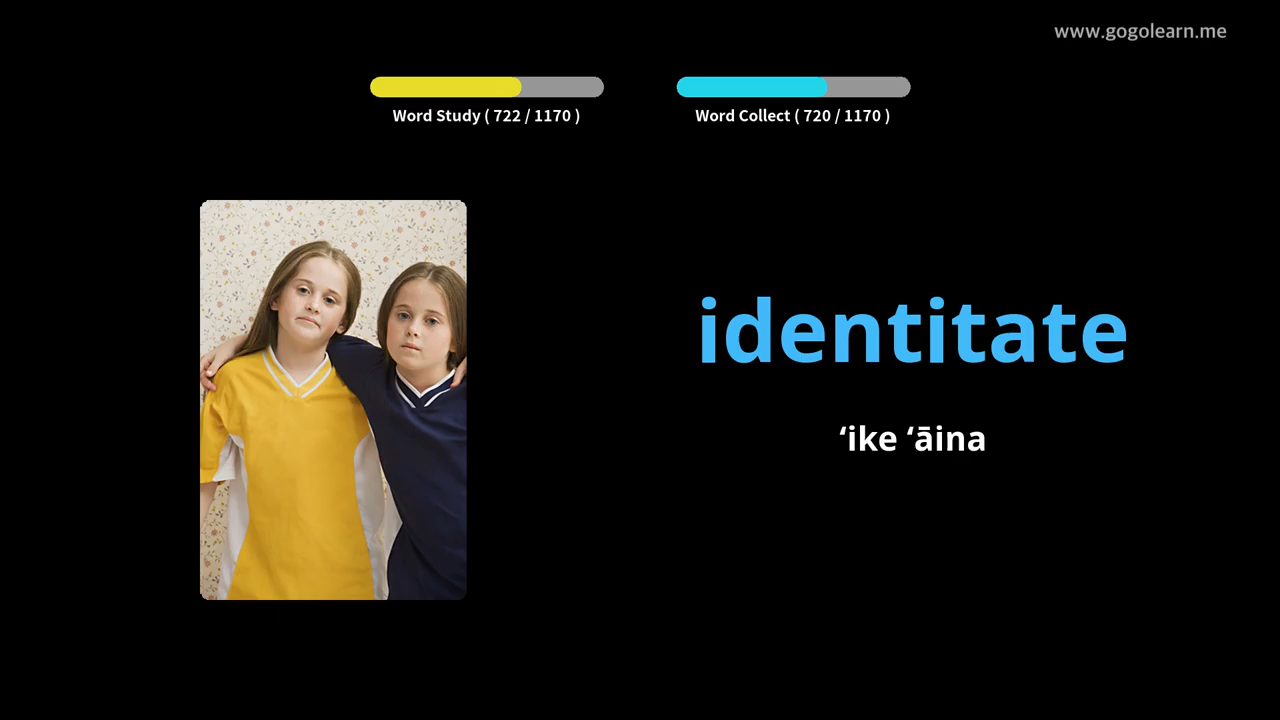 www.gogolearn.me
Word Study ( 722 / 1170 )
Word Collect ( 720 / 1170 )
identitate
ʻike ʻāina